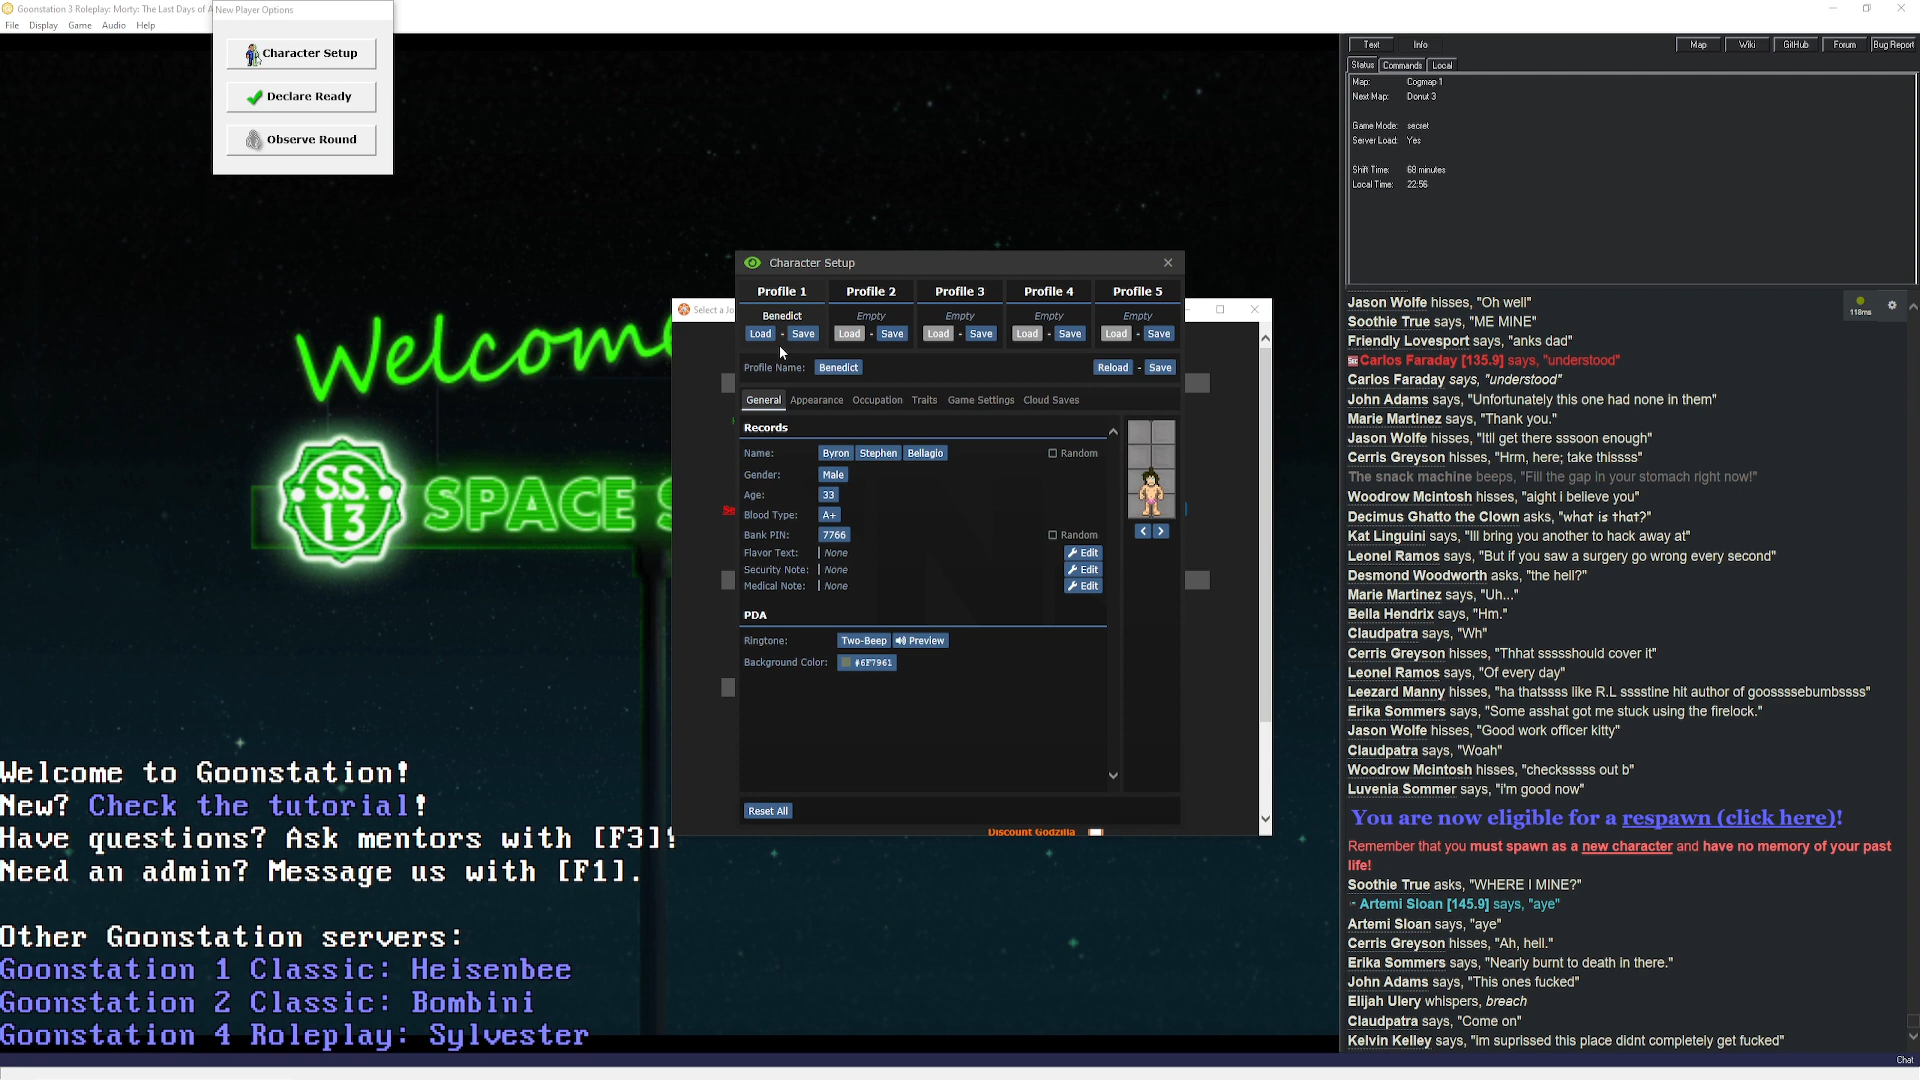 Goonstation 3 Roleplay: Morty: The Last Days of
New Player Options
File Display Game Audio Help
Character Setup
Declare Ready
Observe Round
Welcome
S.S.
13
SPACE S
Welcome to Goonstation!
New? Check the tutorial!
Have questions? Ask mentors with [F3]!
Need an admin? Message us with [F1].
Other Goonstation servers:
Goonstation 1 Classic: Heisenbee
Goonstation 2 Classic: Bombini
Goonstation 4 Roleplay: Sylvester
Select a Jo
Se
Discount Godzilla
Character Setup
Profile 1 Profile 2 Profile 3 Profile 4 Profile 5
Benedict Empty Empty Empty Empty
Load - Save Load - Save Load - Save Load - Save Load - Save
Profile Name: Benedict Reload - Save
General Appearance Occupation Traits Game Settings Cloud Saves
Records
Name: Byron Stephen Bellagio Random
Gender: Male
Age: 33
Blood Type: A+
Bank PIN: 7766 Random
Flavor Text: None Edit
Security Note: None Edit
Medical Note: None Edit
PDA
Ringtone: Two-Beep Preview
Background Color: #6F7961
Reset All
Text Info Map Wiki GitHub Forum Bug Report
Status Commands Local
Map: Cogmap 1
Next Map: Donut 3
Game Mode: secret
Server Load: Yes
Shift Time: 68 minutes
Local Time: 22:56
118ms
Jason Wolfe hisses, "Oh well"
Soothie True says, "ME MINE"
Friendly Lovesport says, "anks dad"
Sec Carlos Faraday [135.9] says, "understood"
Carlos Faraday says, "understood"
John Adams says, "Unfortunately this one had none in them"
Marie Martinez says, "Thank you."
Jason Wolfe hisses, "Itll get there sssoon enough"
Cerris Greyson hisses, "Hrm, here; take thissss"
The snack machine beeps, "Fill the gap in your stomach right now!"
Woodrow Mcintosh hisses, "aight i believe you"
Decimus Ghatto the Clown asks, "what is that?"
Kat Linguini says, "Ill bring you another to hack away at"
Leonel Ramos says, "But if you saw a surgery go wrong every second"
Desmond Woodworth asks, "the hell?"
Marie Martinez says, "Uh..."
Bella Hendrix says, "Hm."
Claudpatra says, "Wh"
Cerris Greyson hisses, "Thhat ssssshould cover it"
Leonel Ramos says, "Of every day"
Leezard Manny hisses, "ha thatssss like R.L sssstine hit author of goosssssebumbssss"
Erika Sommers says, "Some asshat got me stuck using the firelock."
Jason Wolfe hisses, "Good work officer kitty"
Claudpatra says, "Woah"
Woodrow Mcintosh hisses, "checksssss out b"
Luvenia Sommer says, "i'm good now"
You are now eligible for a respawn (click here)!
Remember that you must spawn as a new character and have no memory of your past
life!
Soothie True asks, "WHERE I MINE?"
Artemi Sloan [145.9] says, "aye"
Artemi Sloan says, "aye"
Cerris Greyson hisses, "Ah, hell."
Erika Sommers says, "Nearly burnt to death in there."
John Adams says, "This ones fucked"
Elijah Ulery whispers, breach
Claudpatra says, "Come on"
Kelvin Kelley says, "Im suprissed this place didnt completely get fucked"
Chat